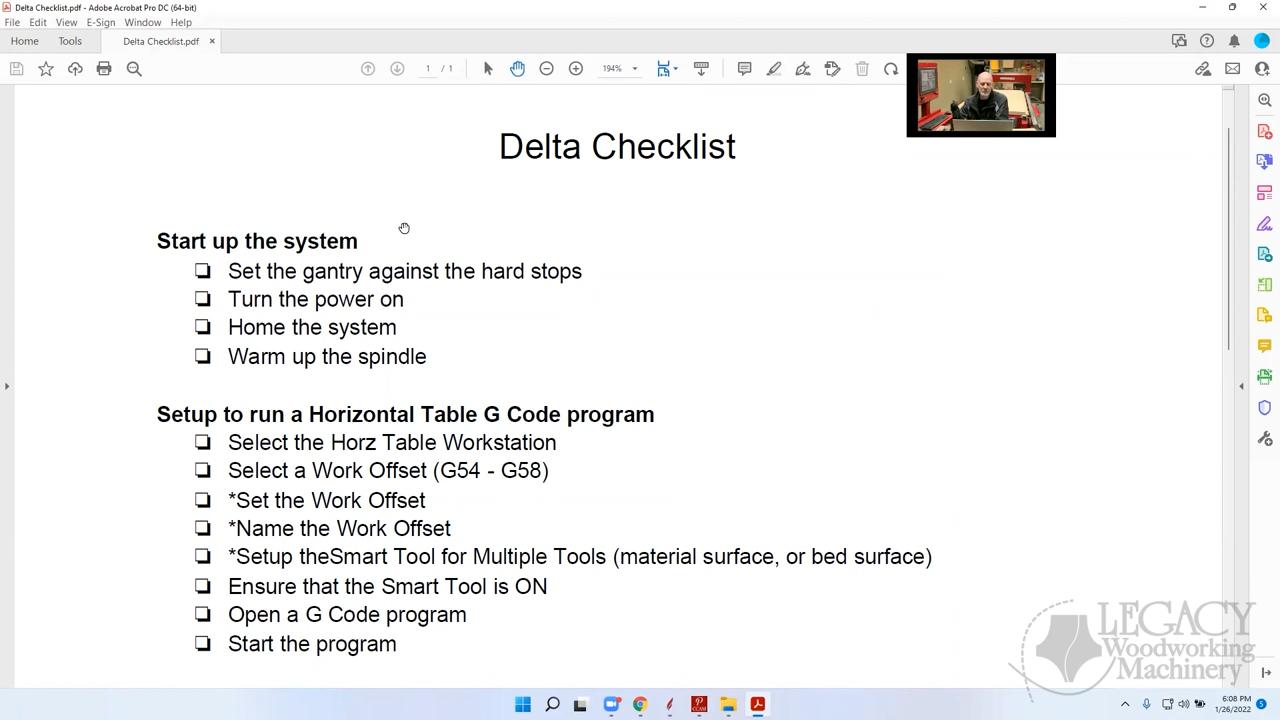 Delta Checklist.pdf - Adobe Acrobat Pro DC (64-bit)
File Edit View E-Sign Window Help
Home Tools Delta Checklist.pdf ×
1 / 1 194%
Delta Checklist
Start up the system
Set the gantry against the hard stops
Turn the power on
Home the system
Warm up the spindle
Setup to run a Horizontal Table G Code program
Select the Horz Table Workstation
Select a Work Offset (G54 - G58)
*Set the Work Offset
*Name the Work Offset
*Setup theSmart Tool for Multiple Tools (material surface, or bed surface)
Ensure that the Smart Tool is ON
Open a G Code program
Start the program
LEGACY
Woodworking
Machinery
6:08 PM
1/26/2022
5